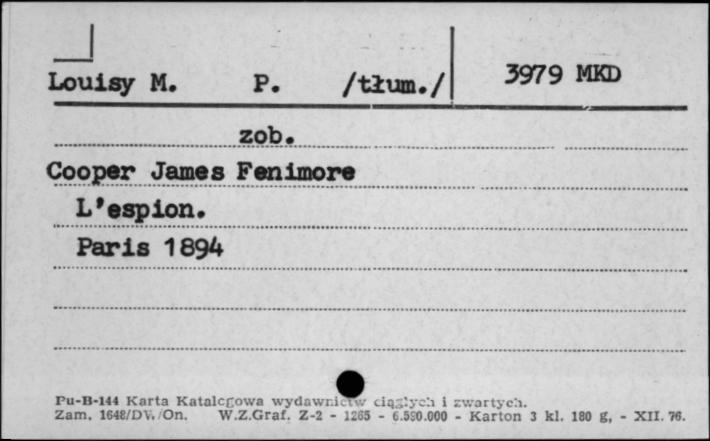 Louisy M. P. /tłum./ 3979 MKD
zob.
Cooper James Fenimore
L'espion.
Paris 1894
Pu-B-144 Karta Katalogowa wydawnictw ciągłych i zwartych.
Zam. 1648/DW./On. W.Z.Graf. Z-2 - 1265 - 6.590.000 - Karton 3 kl. 180 g, - XII. 76.